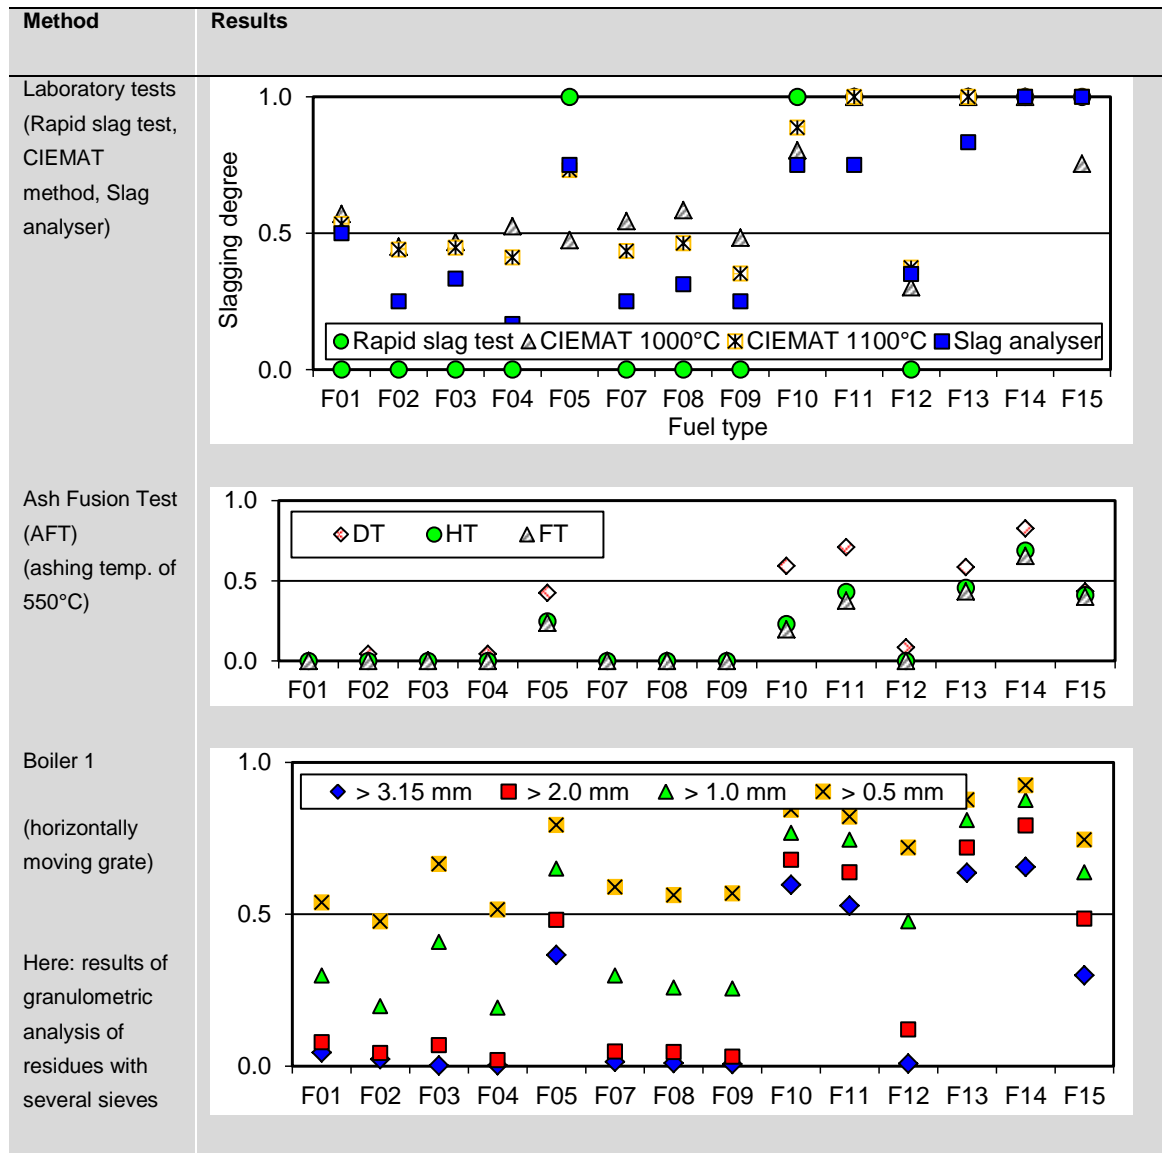 Method
Results
Laboratory tests
(Rapid slag test,
CIEMAT
method, Slag
analyser)
1.0
0.5
0.0
Slagging degree
Rapid slag test CIEMAT 1000°C CIEMAT 1100°C Slag analyser
F01 F02 F03 F04 F05 F07 F08 F09 F10 F11 F12 F13 F14 F15
Fuel type
Ash Fusion Test
(AFT)
(ashing temp. of
550°C)
1.0
0.5
0.0
DT HT FT
F01 F02 F03 F04 F05 F07 F08 F09 F10 F11 F12 F13 F14 F15
Boiler 1
(horizontally
moving grate)
Here: results of
granulometric
analysis of
residues with
several sieves
1.0
0.5
0.0
> 3.15 mm > 2.0 mm > 1.0 mm > 0.5 mm
F01 F02 F03 F04 F05 F07 F08 F09 F10 F11 F12 F13 F14 F15